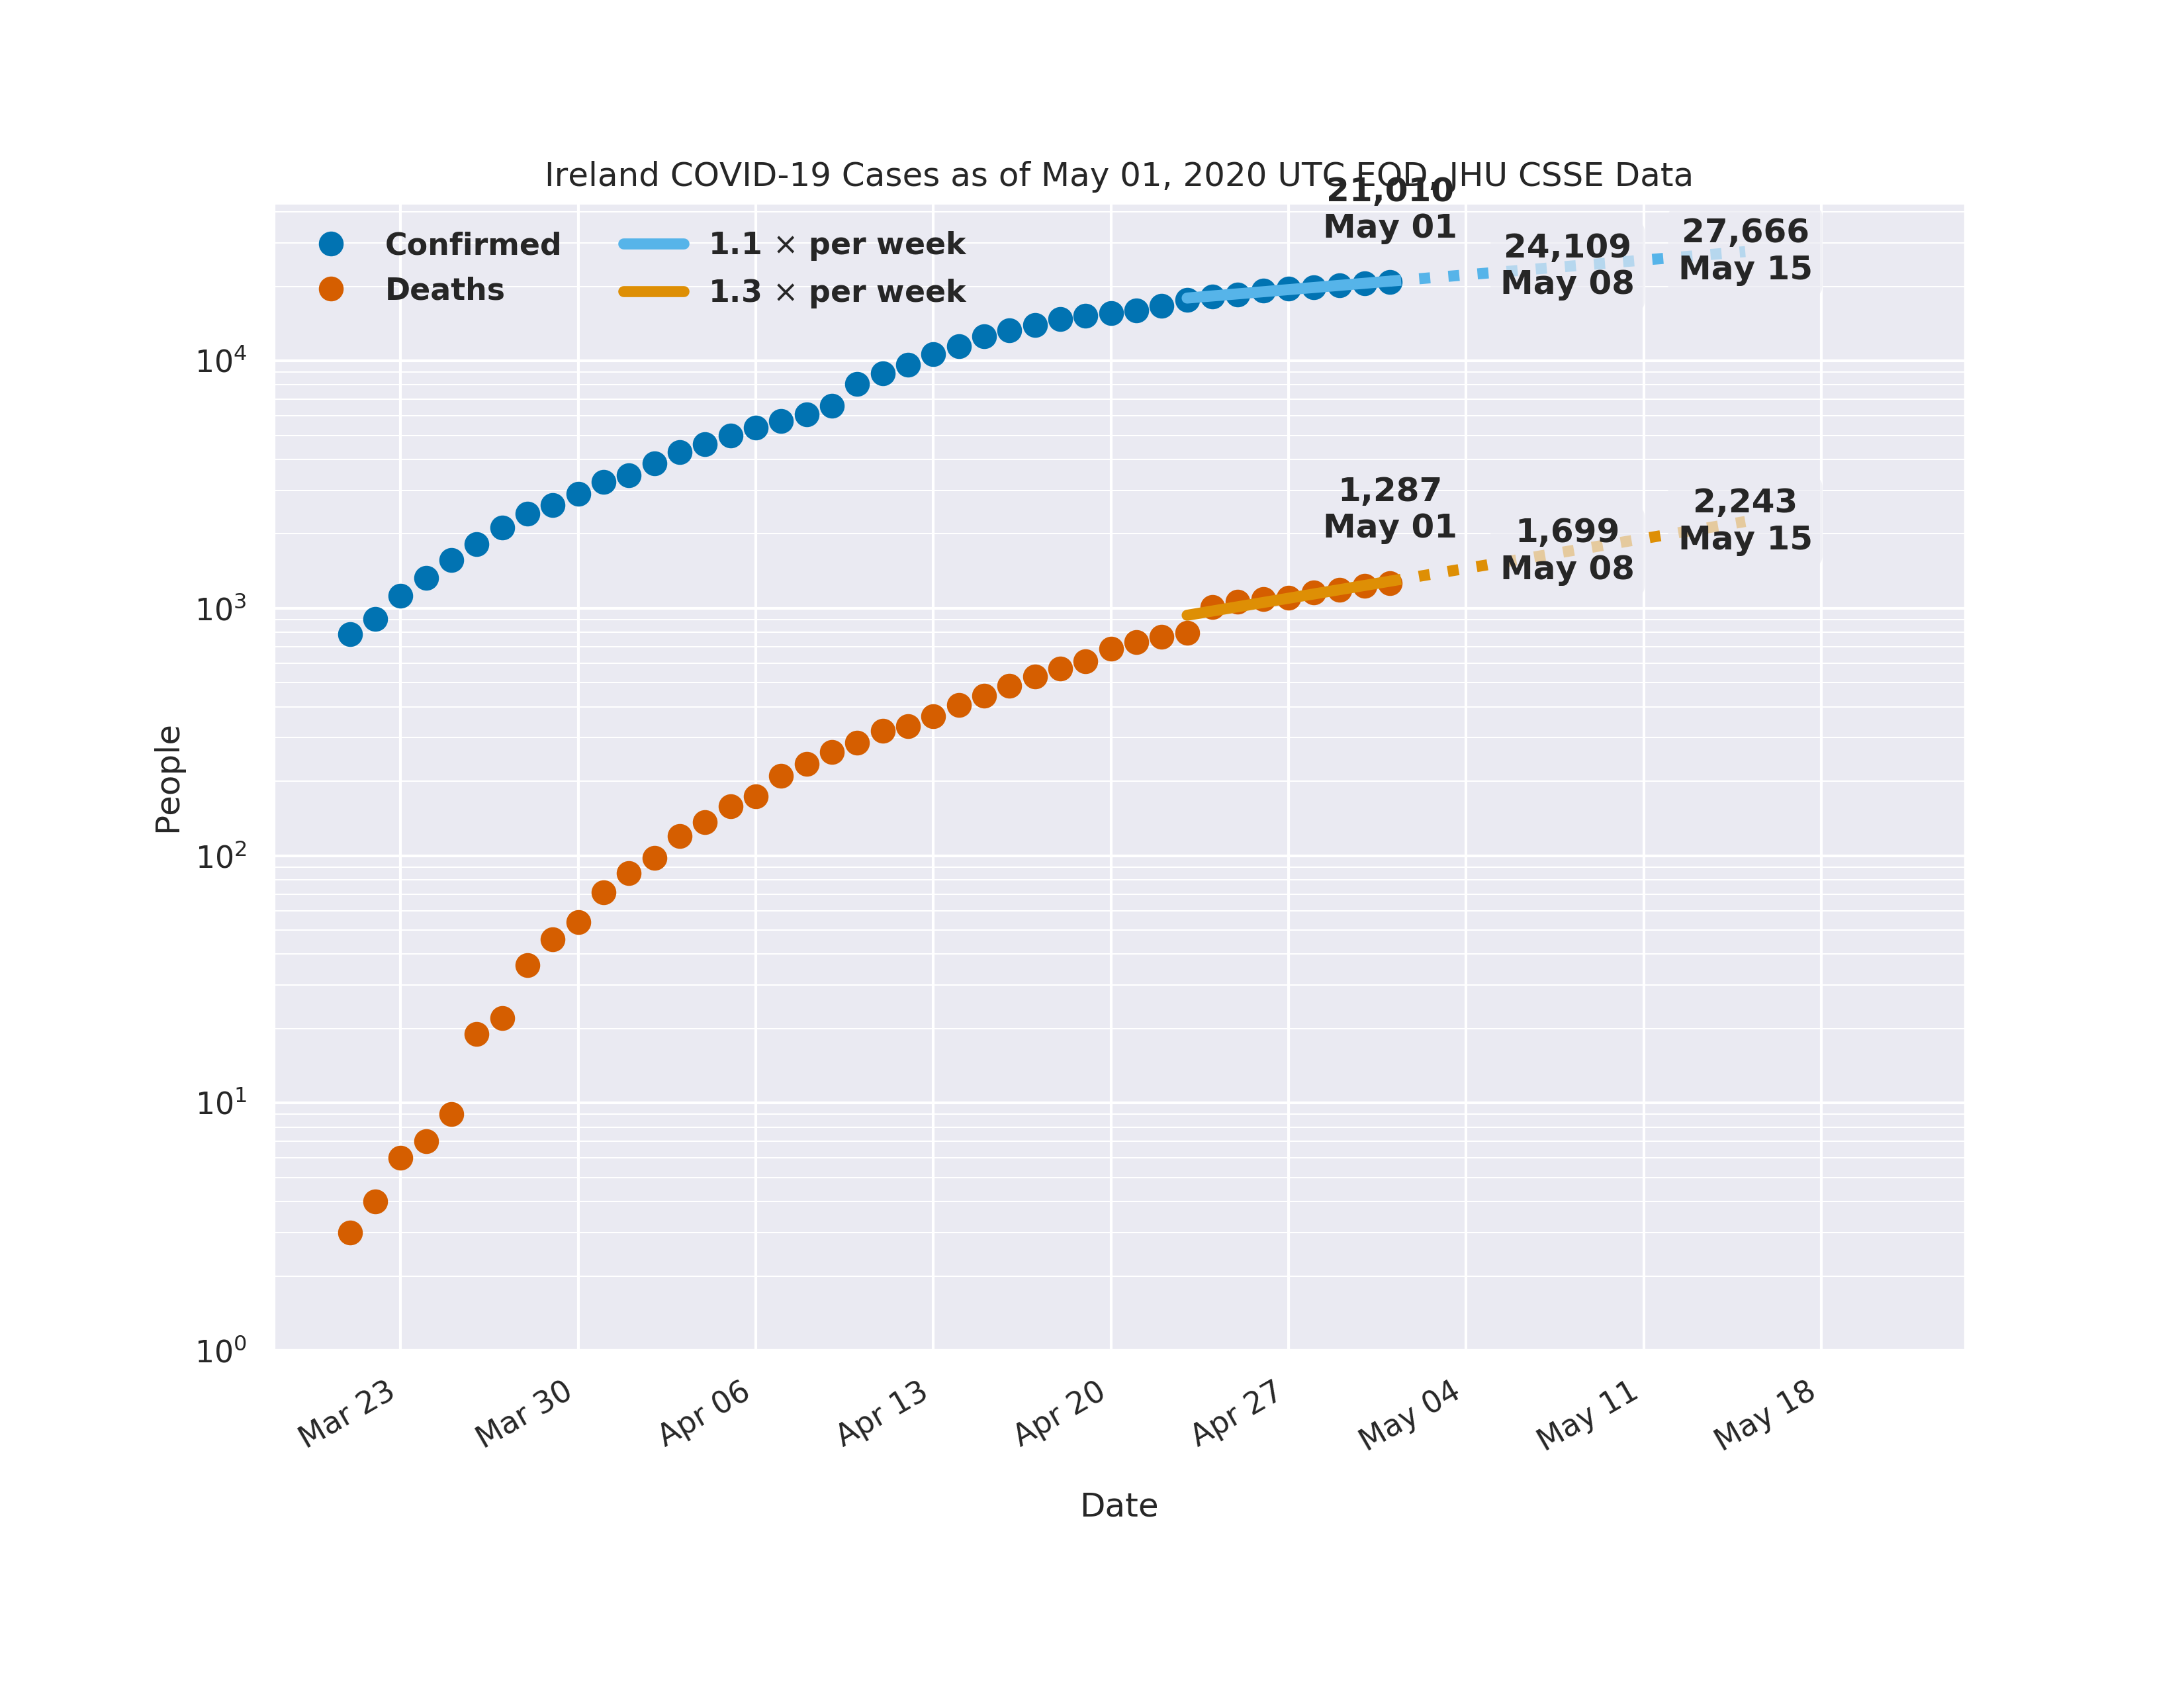 Ireland COVID-19 Cases as of May 01, 2020 UTC EOD, JHU CSSE Data
Confirmed
Deaths
1.1 × per week
1.3 × per week
21,010
May 01
24,109
May 08
27,666
May 15
1,287
May 01
1,699
May 08
2,243
May 15
People
10⁴
10³
10²
10¹
10⁰
Mar 23
Mar 30
Apr 06
Apr 13
Apr 20
Apr 27
May 04
May 11
May 18
Date